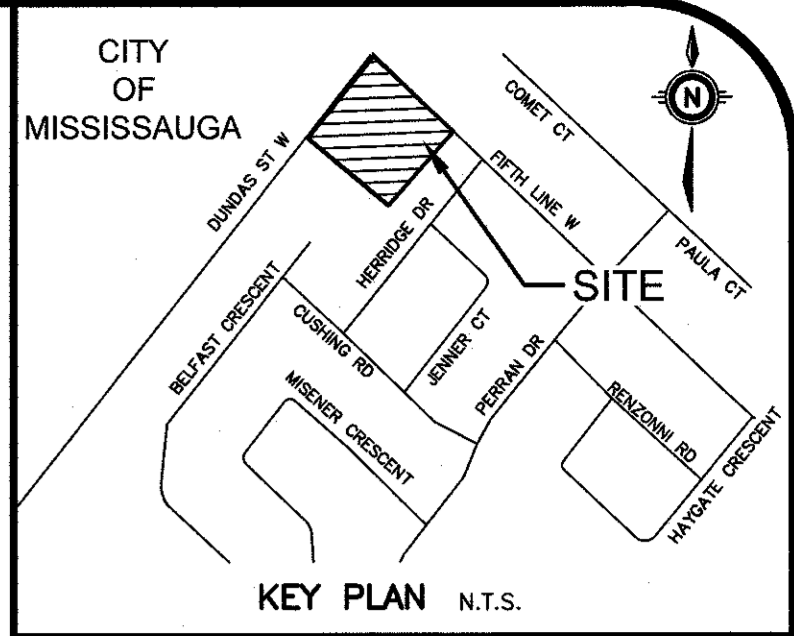 CITY
OF
MISSISSAUGA
N
COMET CT
DUNDAS ST W
FIFTH LINE W
HERRIDGE DR
SITE
PAULA CT
BELFAST CRESCENT
CUSHING RD
JENNER CT
PERRAN DR
MISENER CRESCENT
RENZONNI RD
HAYGATE CRESCENT
KEY PLAN N.T.S.